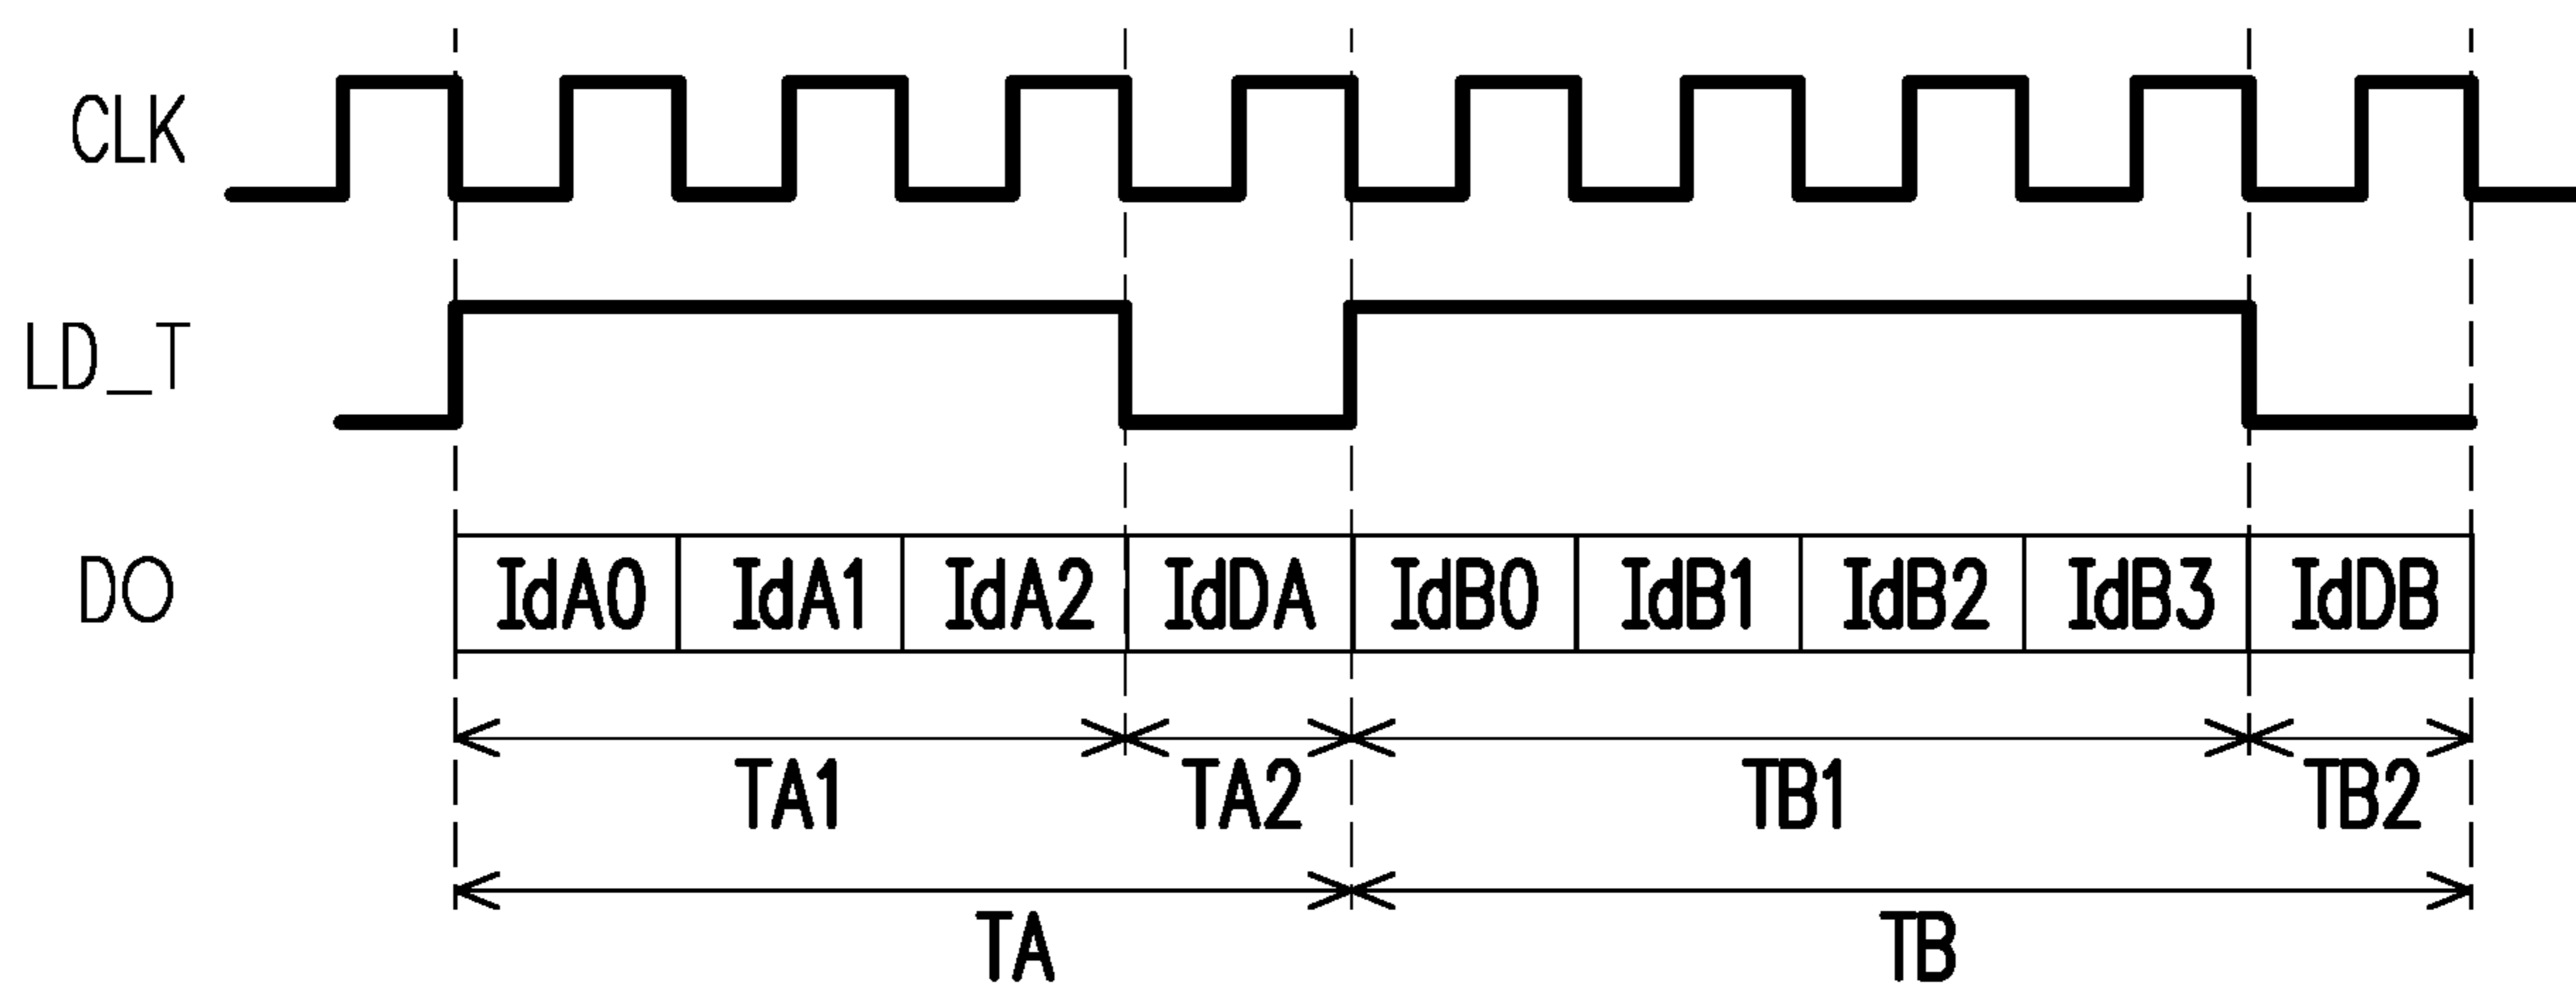 CLK
LD_T
DO IdA0 IdA1 IdA2 IdDA IdB0 IdB1 IdB2 IdB3 IdDB
TA1 TA2 TB1 TB2
TA TB